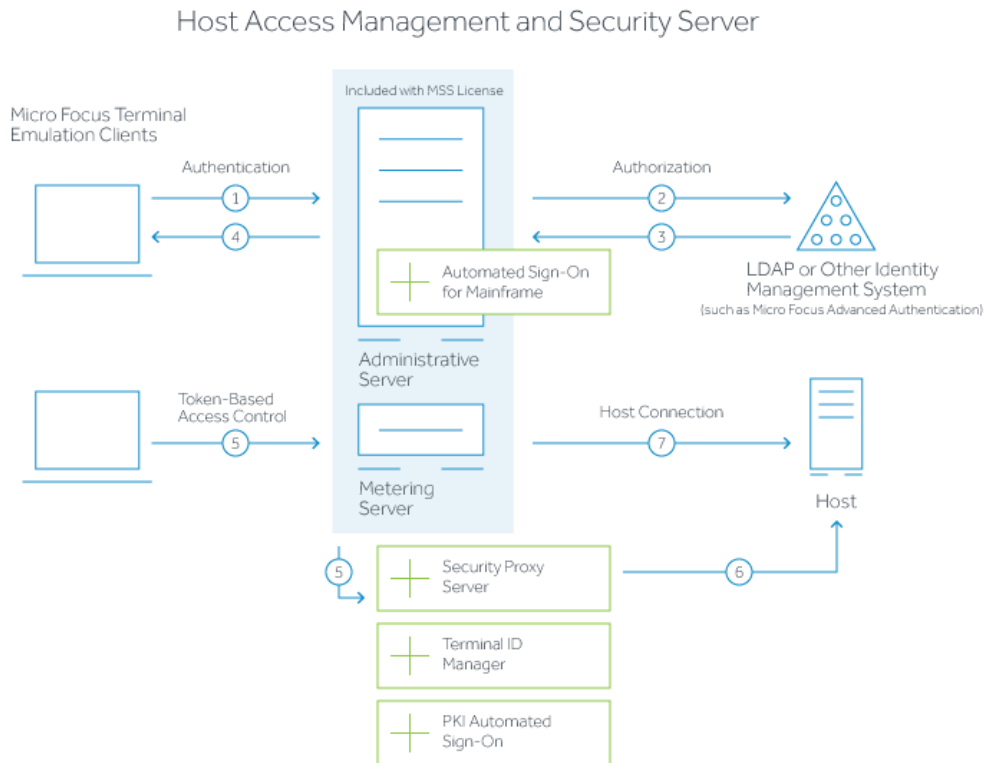 Host Access Management and Security Server
Included with MSS License
Micro Focus Terminal
Emulation Clients
Authentication
Authorization
1
2
4
3
Automated Sign-On
for Mainframe
LDAP or Other Identity
Management System
(such as Micro Focus Advanced Authentication)
Administrative
Server
Token-Based
Access Control
Host Connection
5
7
Metering
Server
Host
5
Security Proxy
Server
6
Terminal ID
Manager
PKI Automated
Sign-On